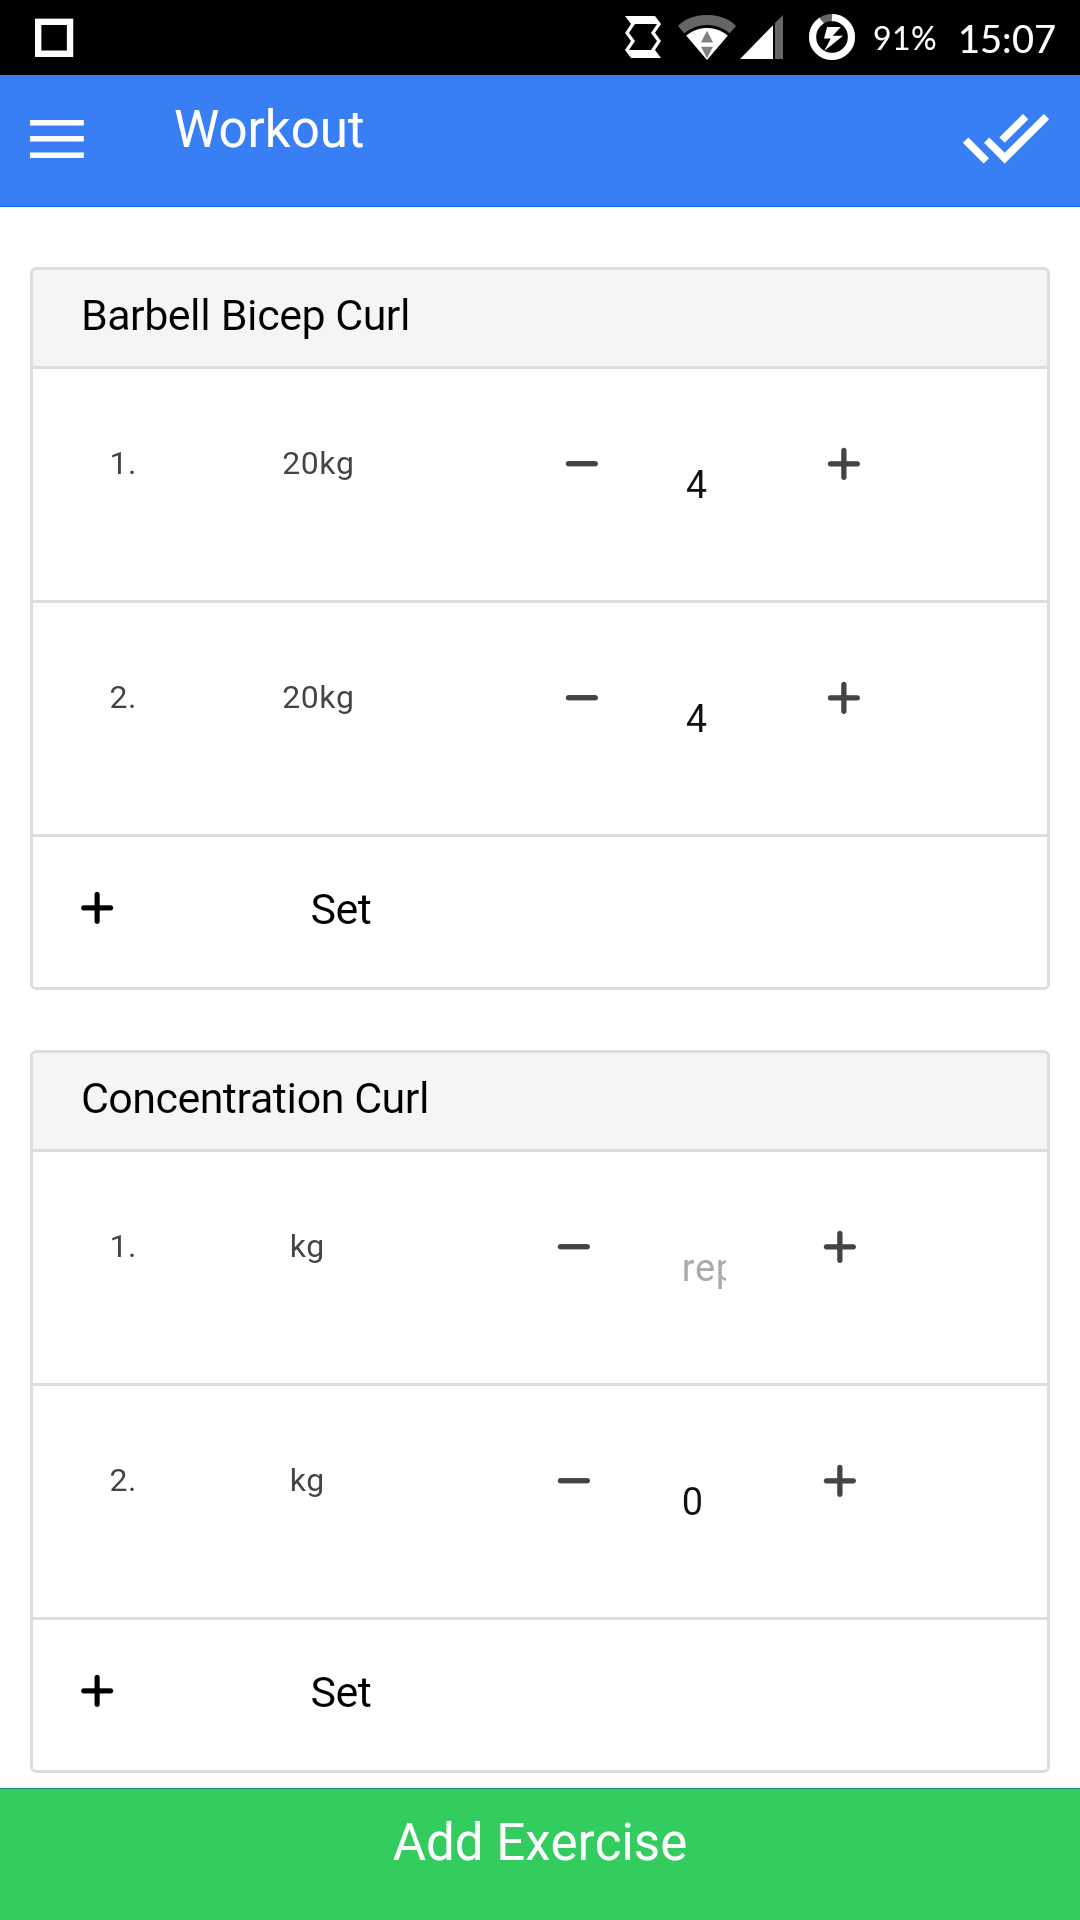 91% 15:07
Workout
Barbell Bicep Curl
1. 20kg 4
2. 20kg 4
Set
Concentration Curl
1. kg rep
2. kg 0
Set
Add Exercise